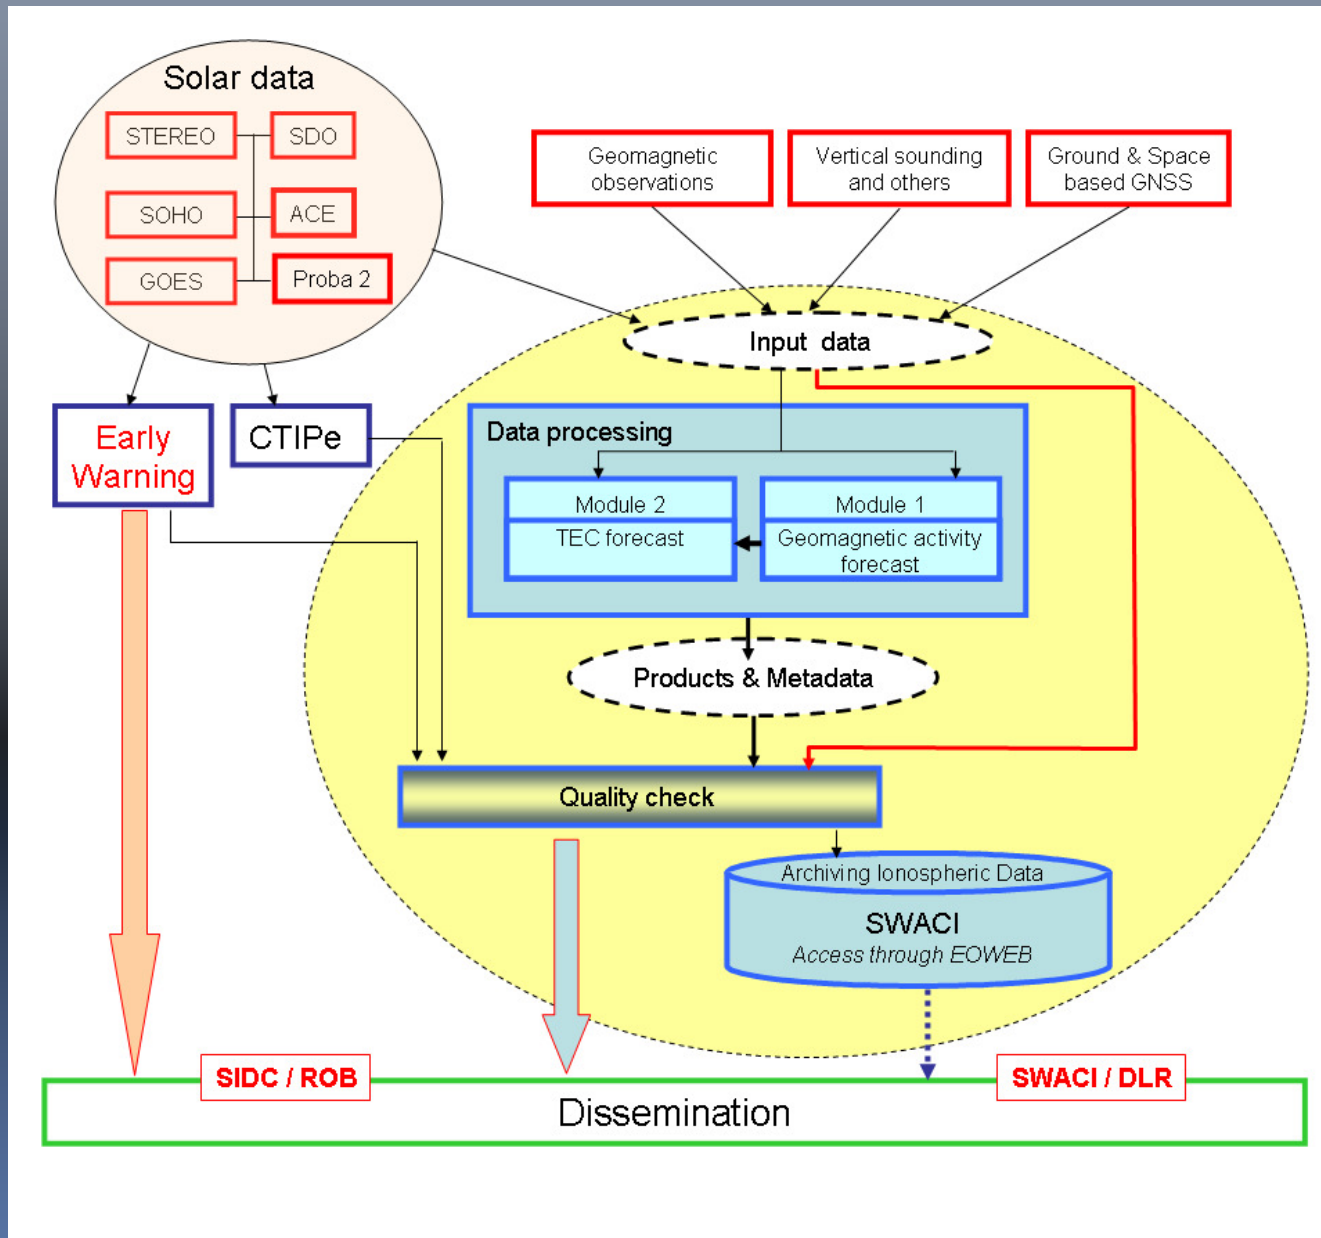 Solar data
STEREO
SDO
SOHO
ACE
GOES
Proba 2
Geomagnetic
observations
Vertical sounding
and others
Ground & Space
based GNSS
Input data
Early
Warning
CTIPe
Data processing
Module 2
TEC forecast
Module 1
Geomagnetic activity
forecast
Products & Metadata
Quality check
Archiving Ionospheric Data
SWACI
Access through EOWEB
SIDC / ROB
SWACI / DLR
Dissemination